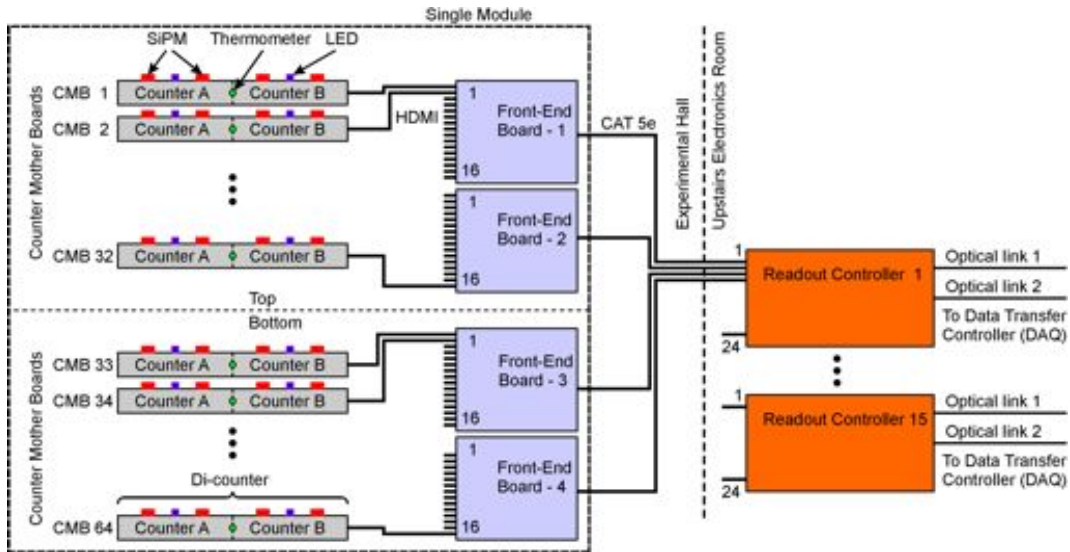 Single Module
SiPM Thermometer LED
Counter Mother Boards
CMB 1 Counter A Counter B
CMB 2 Counter A Counter B
CMB 32 Counter A Counter B
HDMI
1
Front-End
Board - 1
16
1
Front-End
Board - 2
16
Top
Bottom
Counter Mother Boards
CMB 33 Counter A Counter B
CMB 34 Counter A Counter B
Di-counter
CMB 64 Counter A Counter B
1
Front-End
Board - 3
16
1
Front-End
Board - 4
16
CAT 5e
Experimental Hall
Upstairs Electronics Room
1
Readout Controller 1
24
Optical link 1
Optical link 2
To Data Transfer
Controller (DAQ)
1
Readout Controller 15
24
Optical link 1
Optical link 2
To Data Transfer
Controller (DAQ)